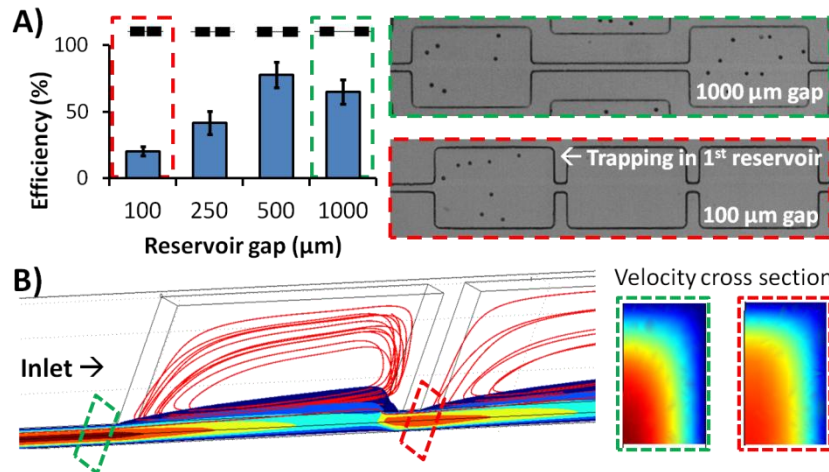 A)
100
50
0
Efficiency (%)
100 250 500 1000
Reservoir gap (µm)
1000 µm gap
← Trapping in 1st reservoir
100 µm gap
B)
Inlet →
Velocity cross section